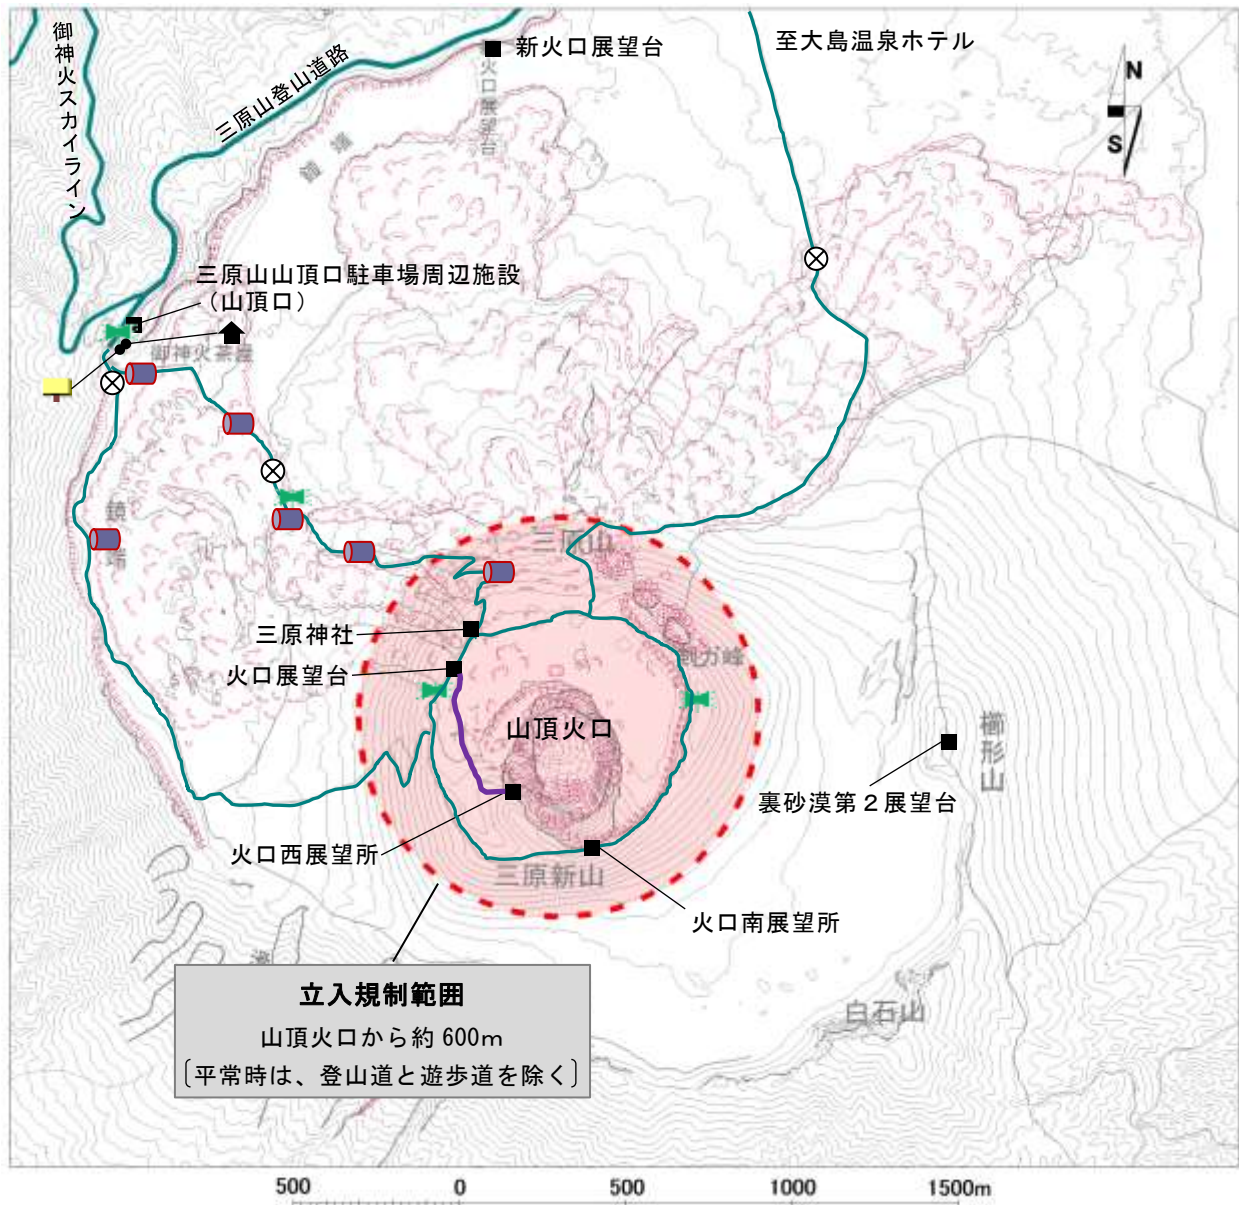 御神火スカイライン
三原山登山道路
新火口展望台
火口展望台
至大島温泉ホテル
N
S
三原山山頂口駐車場周辺施設
(山頂口)
御神火茶屋
鏡端
三原山
三原神社
火口展望台
剣ガ峰
山頂火口
櫛形山
裏砂漠第2展望台
火口西展望所
三原新山
火口南展望所
白石山
立入規制範囲
山頂火口から約600m
[平常時は、登山道と遊歩道を除く]
500 0 500 1000 1500m